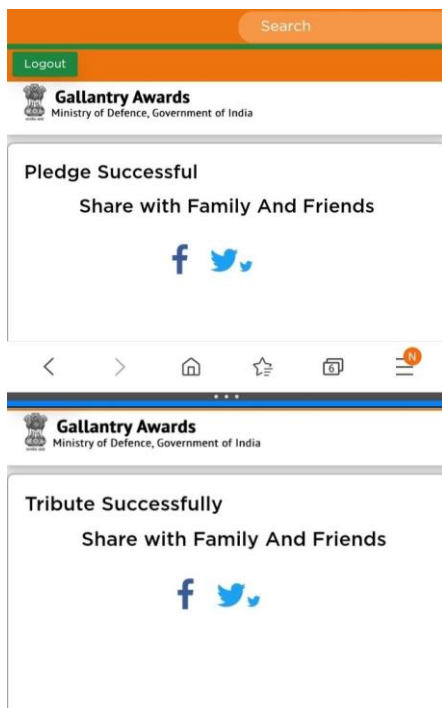 Search
Logout
Gallantry Awards
Ministry of Defence, Government of India
Pledge Successful
Share with Family And Friends
6
N
Gallantry Awards
Ministry of Defence, Government of India
Tribute Successfully
Share with Family And Friends